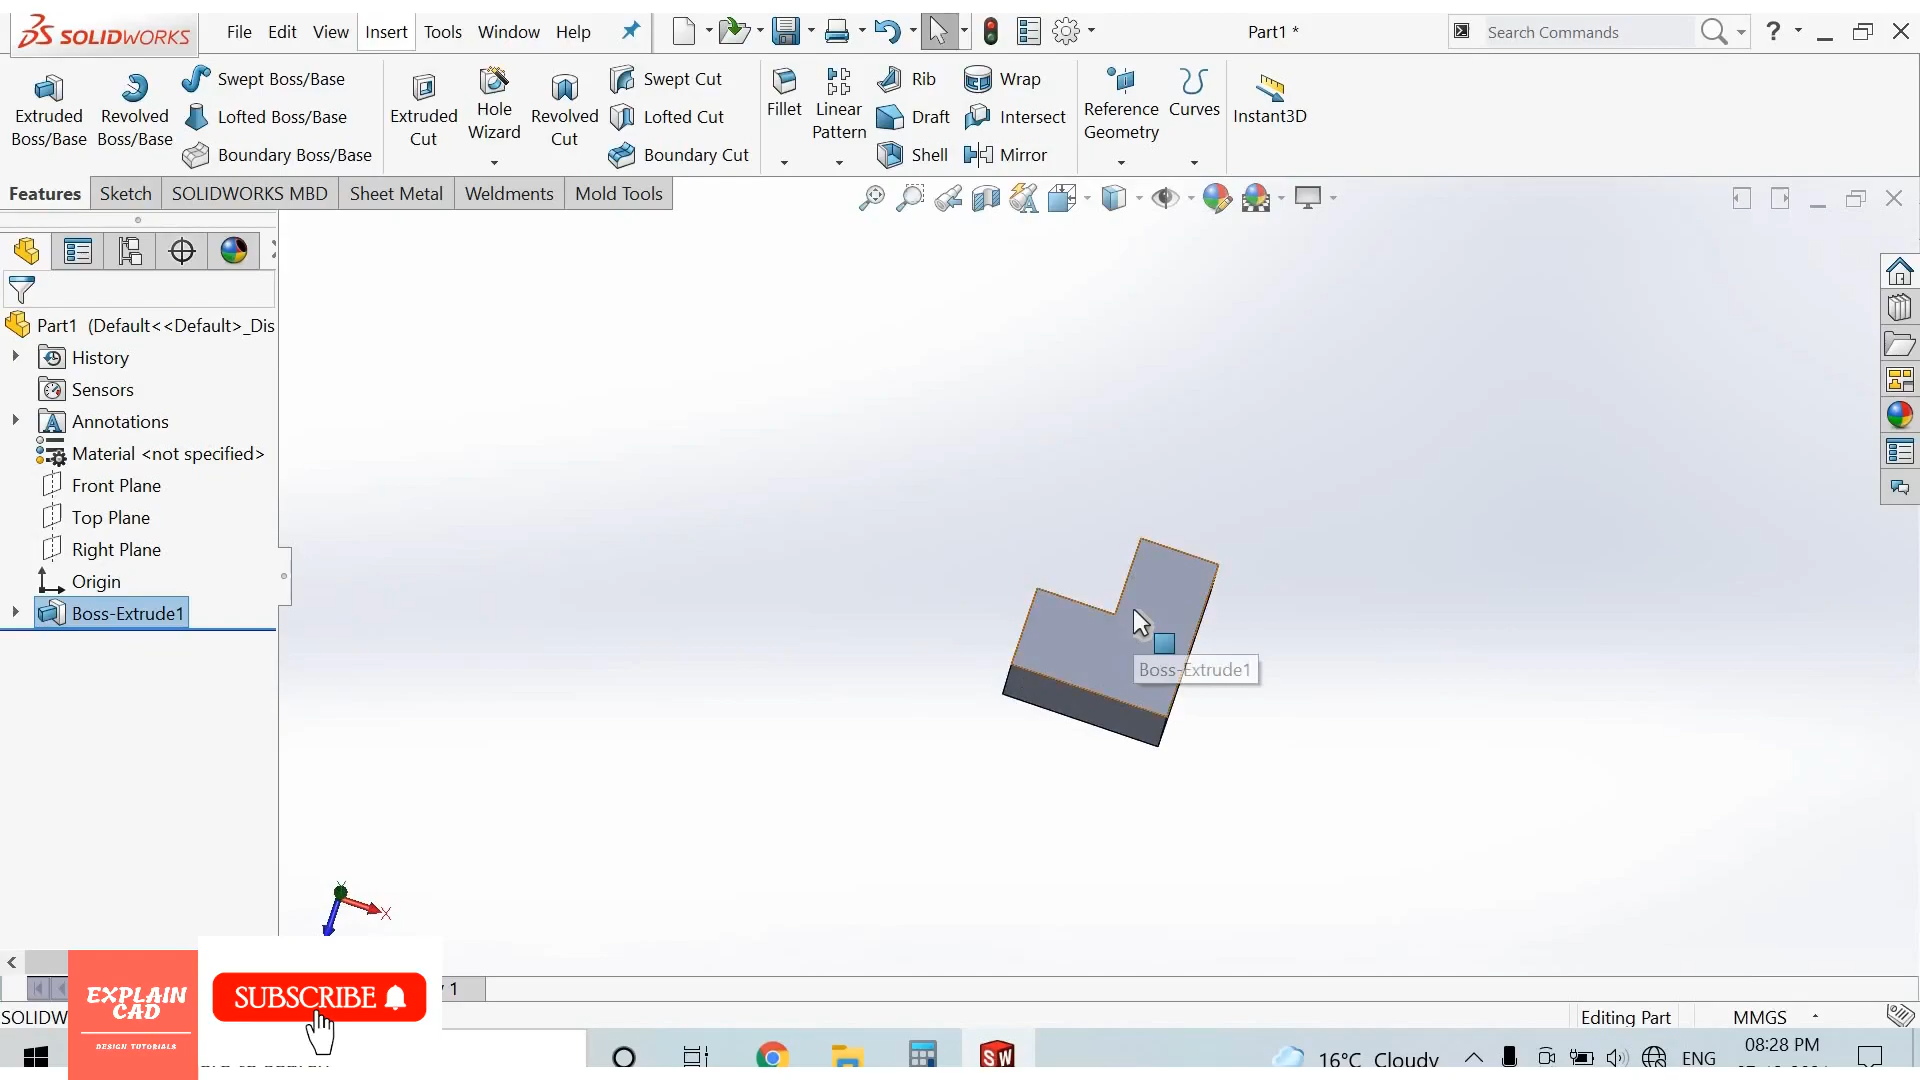 SOLIDWORKS File Edit View Insert Tools Window Help Part1 * Search Commands ?
Extruded Boss/Base
Revolved Boss/Base
Swept Boss/Base
Lofted Boss/Base
Boundary Boss/Base
Extruded Cut
Hole Wizard
Revolved Cut
Swept Cut
Lofted Cut
Boundary Cut
Fillet
Linear Pattern
Rib
Draft
Shell
Wrap
Intersect
Mirror
Reference Geometry
Curves
Instant3D
Features Sketch SOLIDWORKS MBD Sheet Metal Weldments Mold Tools
Part1 (Default<<Default>_Dis
History
Sensors
Annotations
Material <not specified>
Front Plane
Top Plane
Right Plane
Origin
Boss-Extrude1
Boss-Extrude1
X
EXPLAIN
CAD
DESIGN TUTORIALS
SUBSCRIBE
1
SOLIDW
Editing Part MMGS
16°C Cloudy ENG 08:28 PM